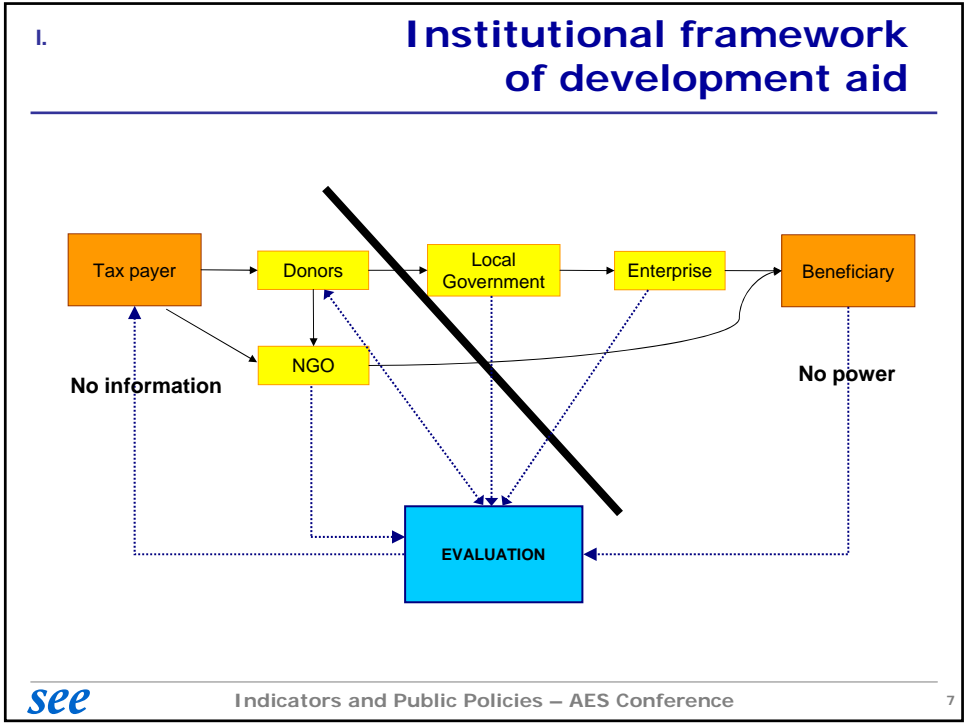 I.
Institutional framework
of development aid
Tax payer
Donors
Local
Government
Enterprise
Beneficiary
NGO
No information
No power
EVALUATION
see
Indicators and Public Policies – AES Conference
7